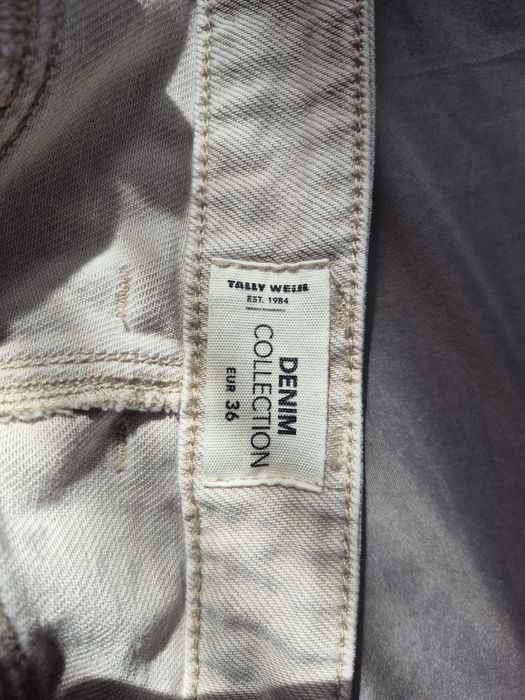 TALLY WEIJL
EST. 1984
DENIM
COLLECTION
EUR 36